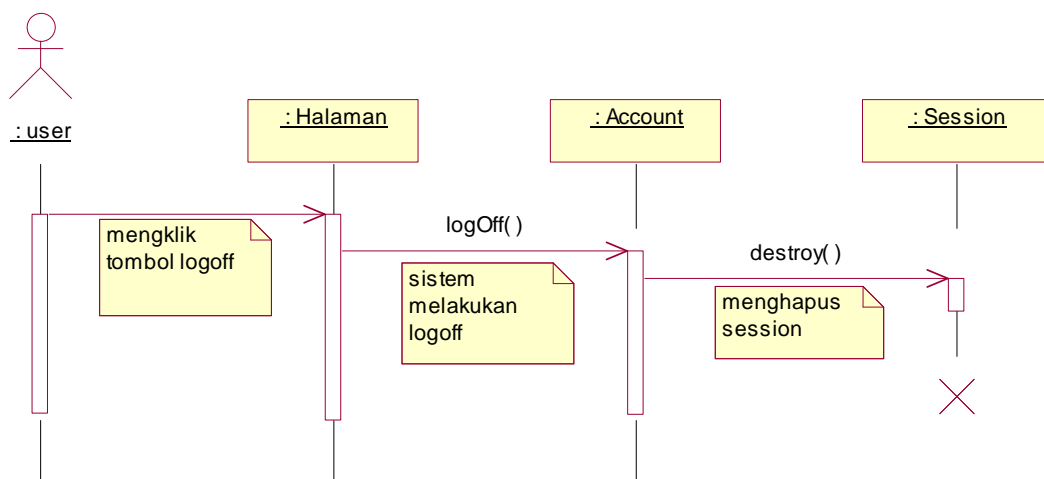 : user
: Halaman
: Account
: Session
mengklik
tombol logoff
logOff( )
sistem
melakukan
logoff
destroy( )
menghapus
session